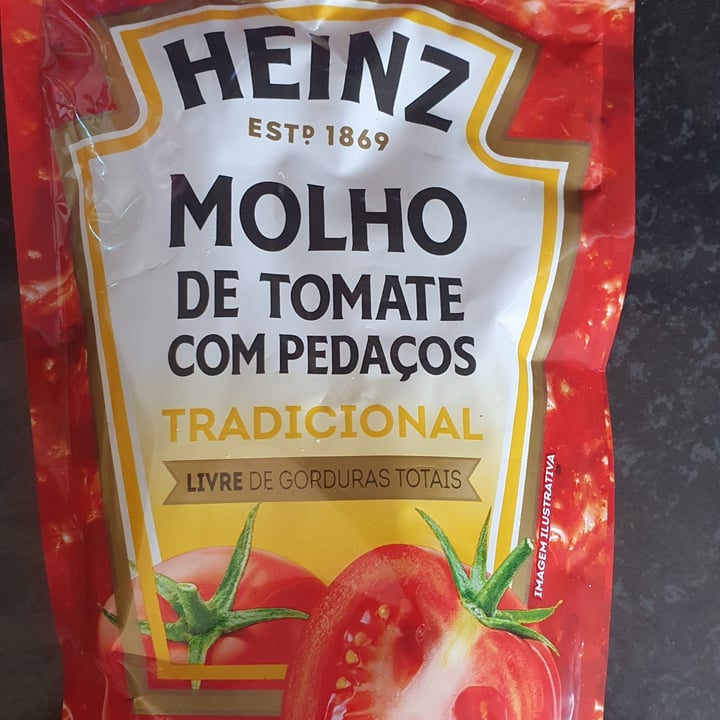 HEINZ
ESTD 1869
MOLHO
DE TOMATE
COM PEDAÇOS
TRADICIONAL
LIVRE DE GORDURAS TOTAIS
IMAGEM ILUSTRATIVA